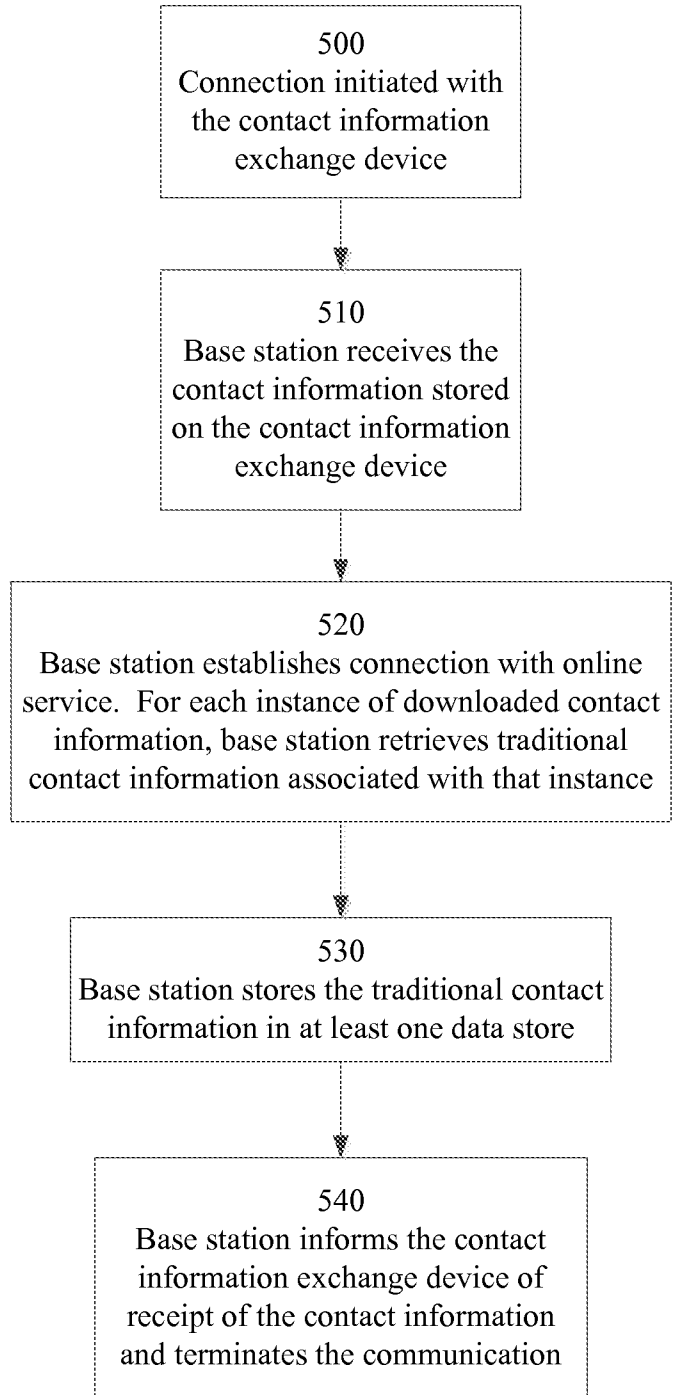 500
Connection initiated with
the contact information
exchange device
510
Base station receives the
contact information stored
on the contact information
exchange device
520
Base station establishes connection with online
service.  For each instance of downloaded contact
information, base station retrieves traditional
contact information associated with that instance
530
Base station stores the traditional contact
information in at least one data store
540
Base station informs the contact
information exchange device of
receipt of the contact information
and terminates the communication